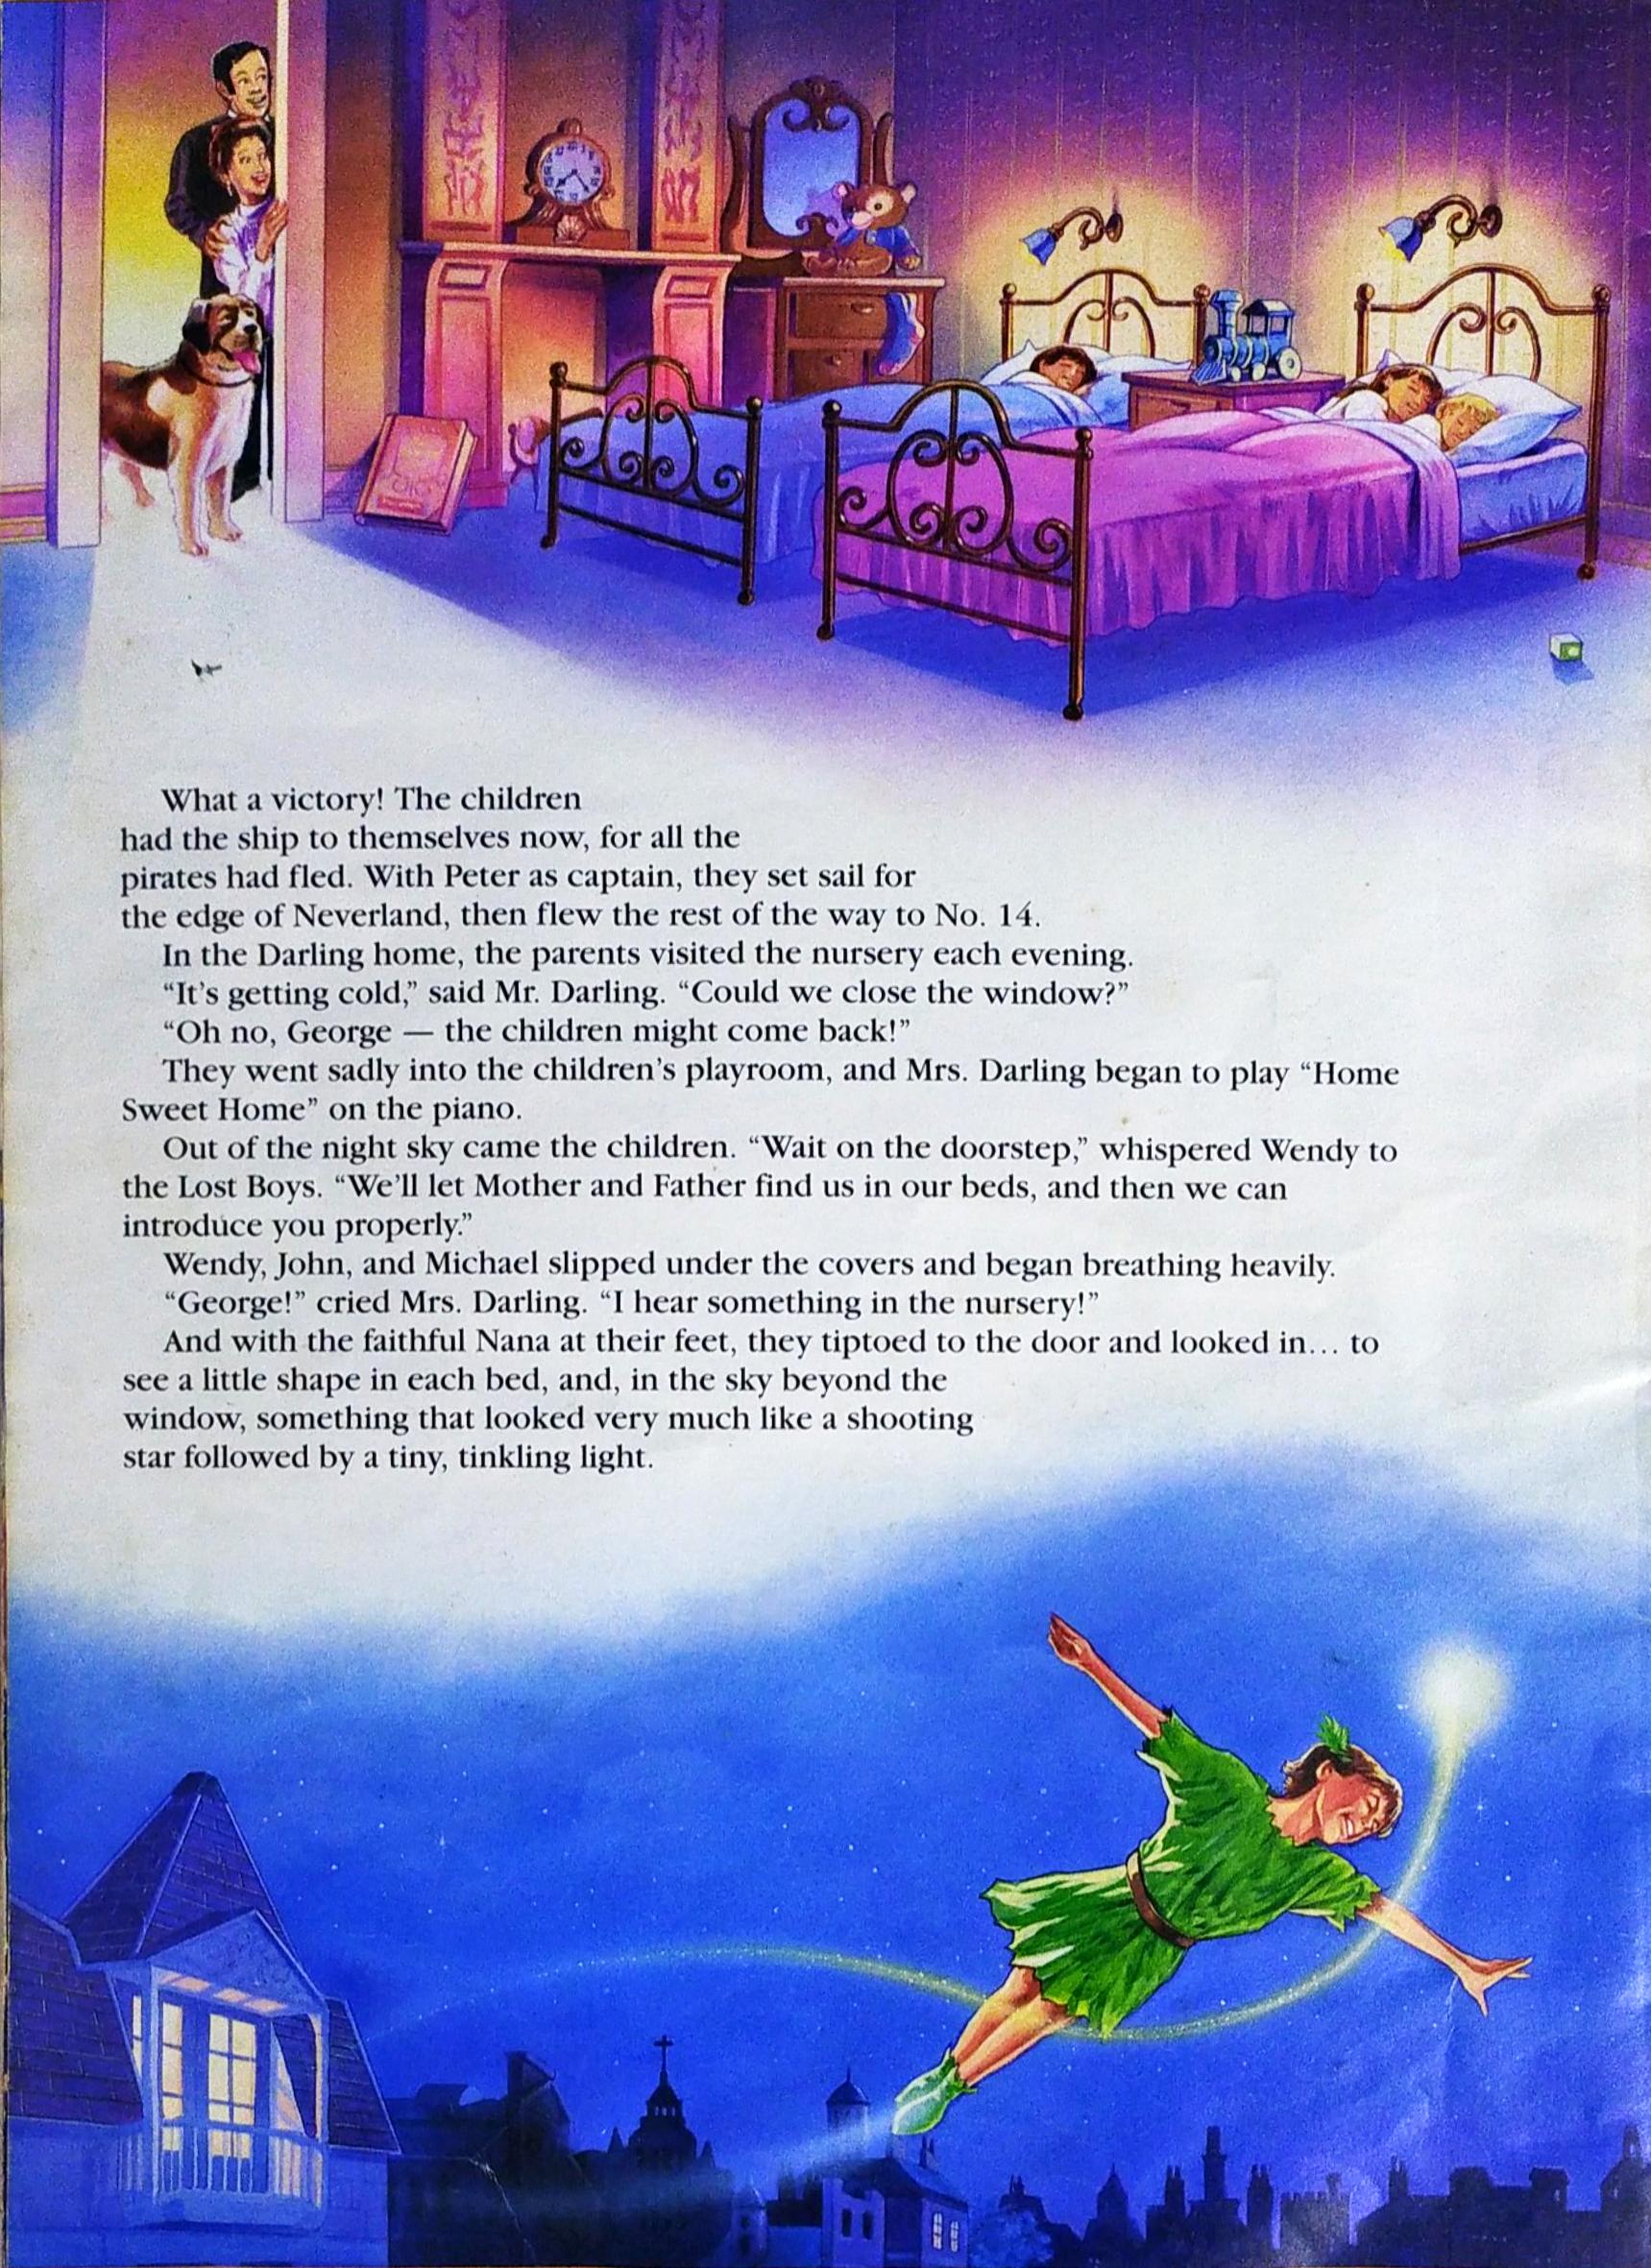 What a victory! The children
had the ship to themselves now, for all the
pirates had fled. With Peter as captain, they set sail for
the edge of Neverland, then flew the rest of the way to No. 14.
In the Darling home, the parents visited the nursery each evening.
“It’s getting cold,” said Mr. Darling. “Could we close the window?”
“Oh no, George — the children might come back!”
They went sadly into the children’s playroom, and Mrs. Darling began to play “Home
Sweet Home” on the piano.
Out of the night sky came the children. “Wait on the doorstep,” whispered Wendy to
the Lost Boys. “We’ll let Mother and Father find us in our beds, and then we can
introduce you properly.”
Wendy, John, and Michael slipped under the covers and began breathing heavily.
“George!” cried Mrs. Darling. “I hear something in the nursery!”
And with the faithful Nana at their feet, they tiptoed to the door and looked in... to
see a little shape in each bed, and, in the sky beyond the
window, something that looked very much like a shooting
star followed by a tiny, tinkling light.